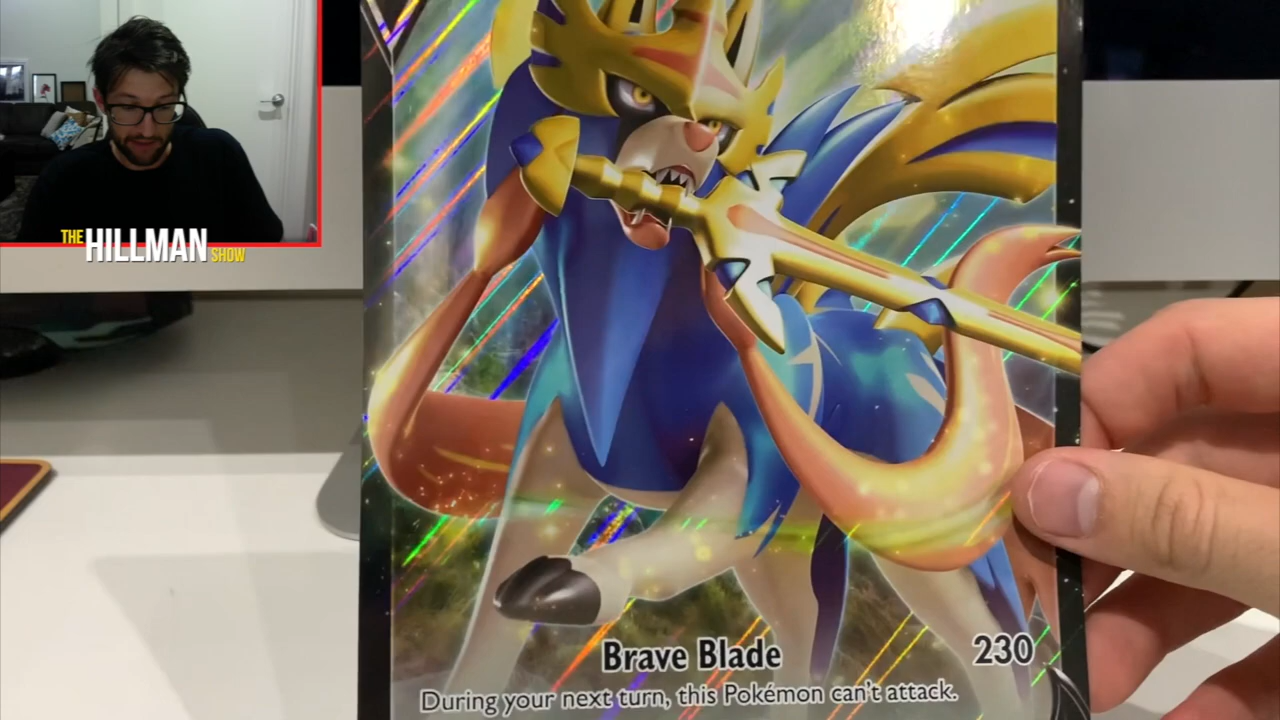 THE HILLMAN SHOW
Brave Blade 230
During your next turn, this Pokémon can't attack.